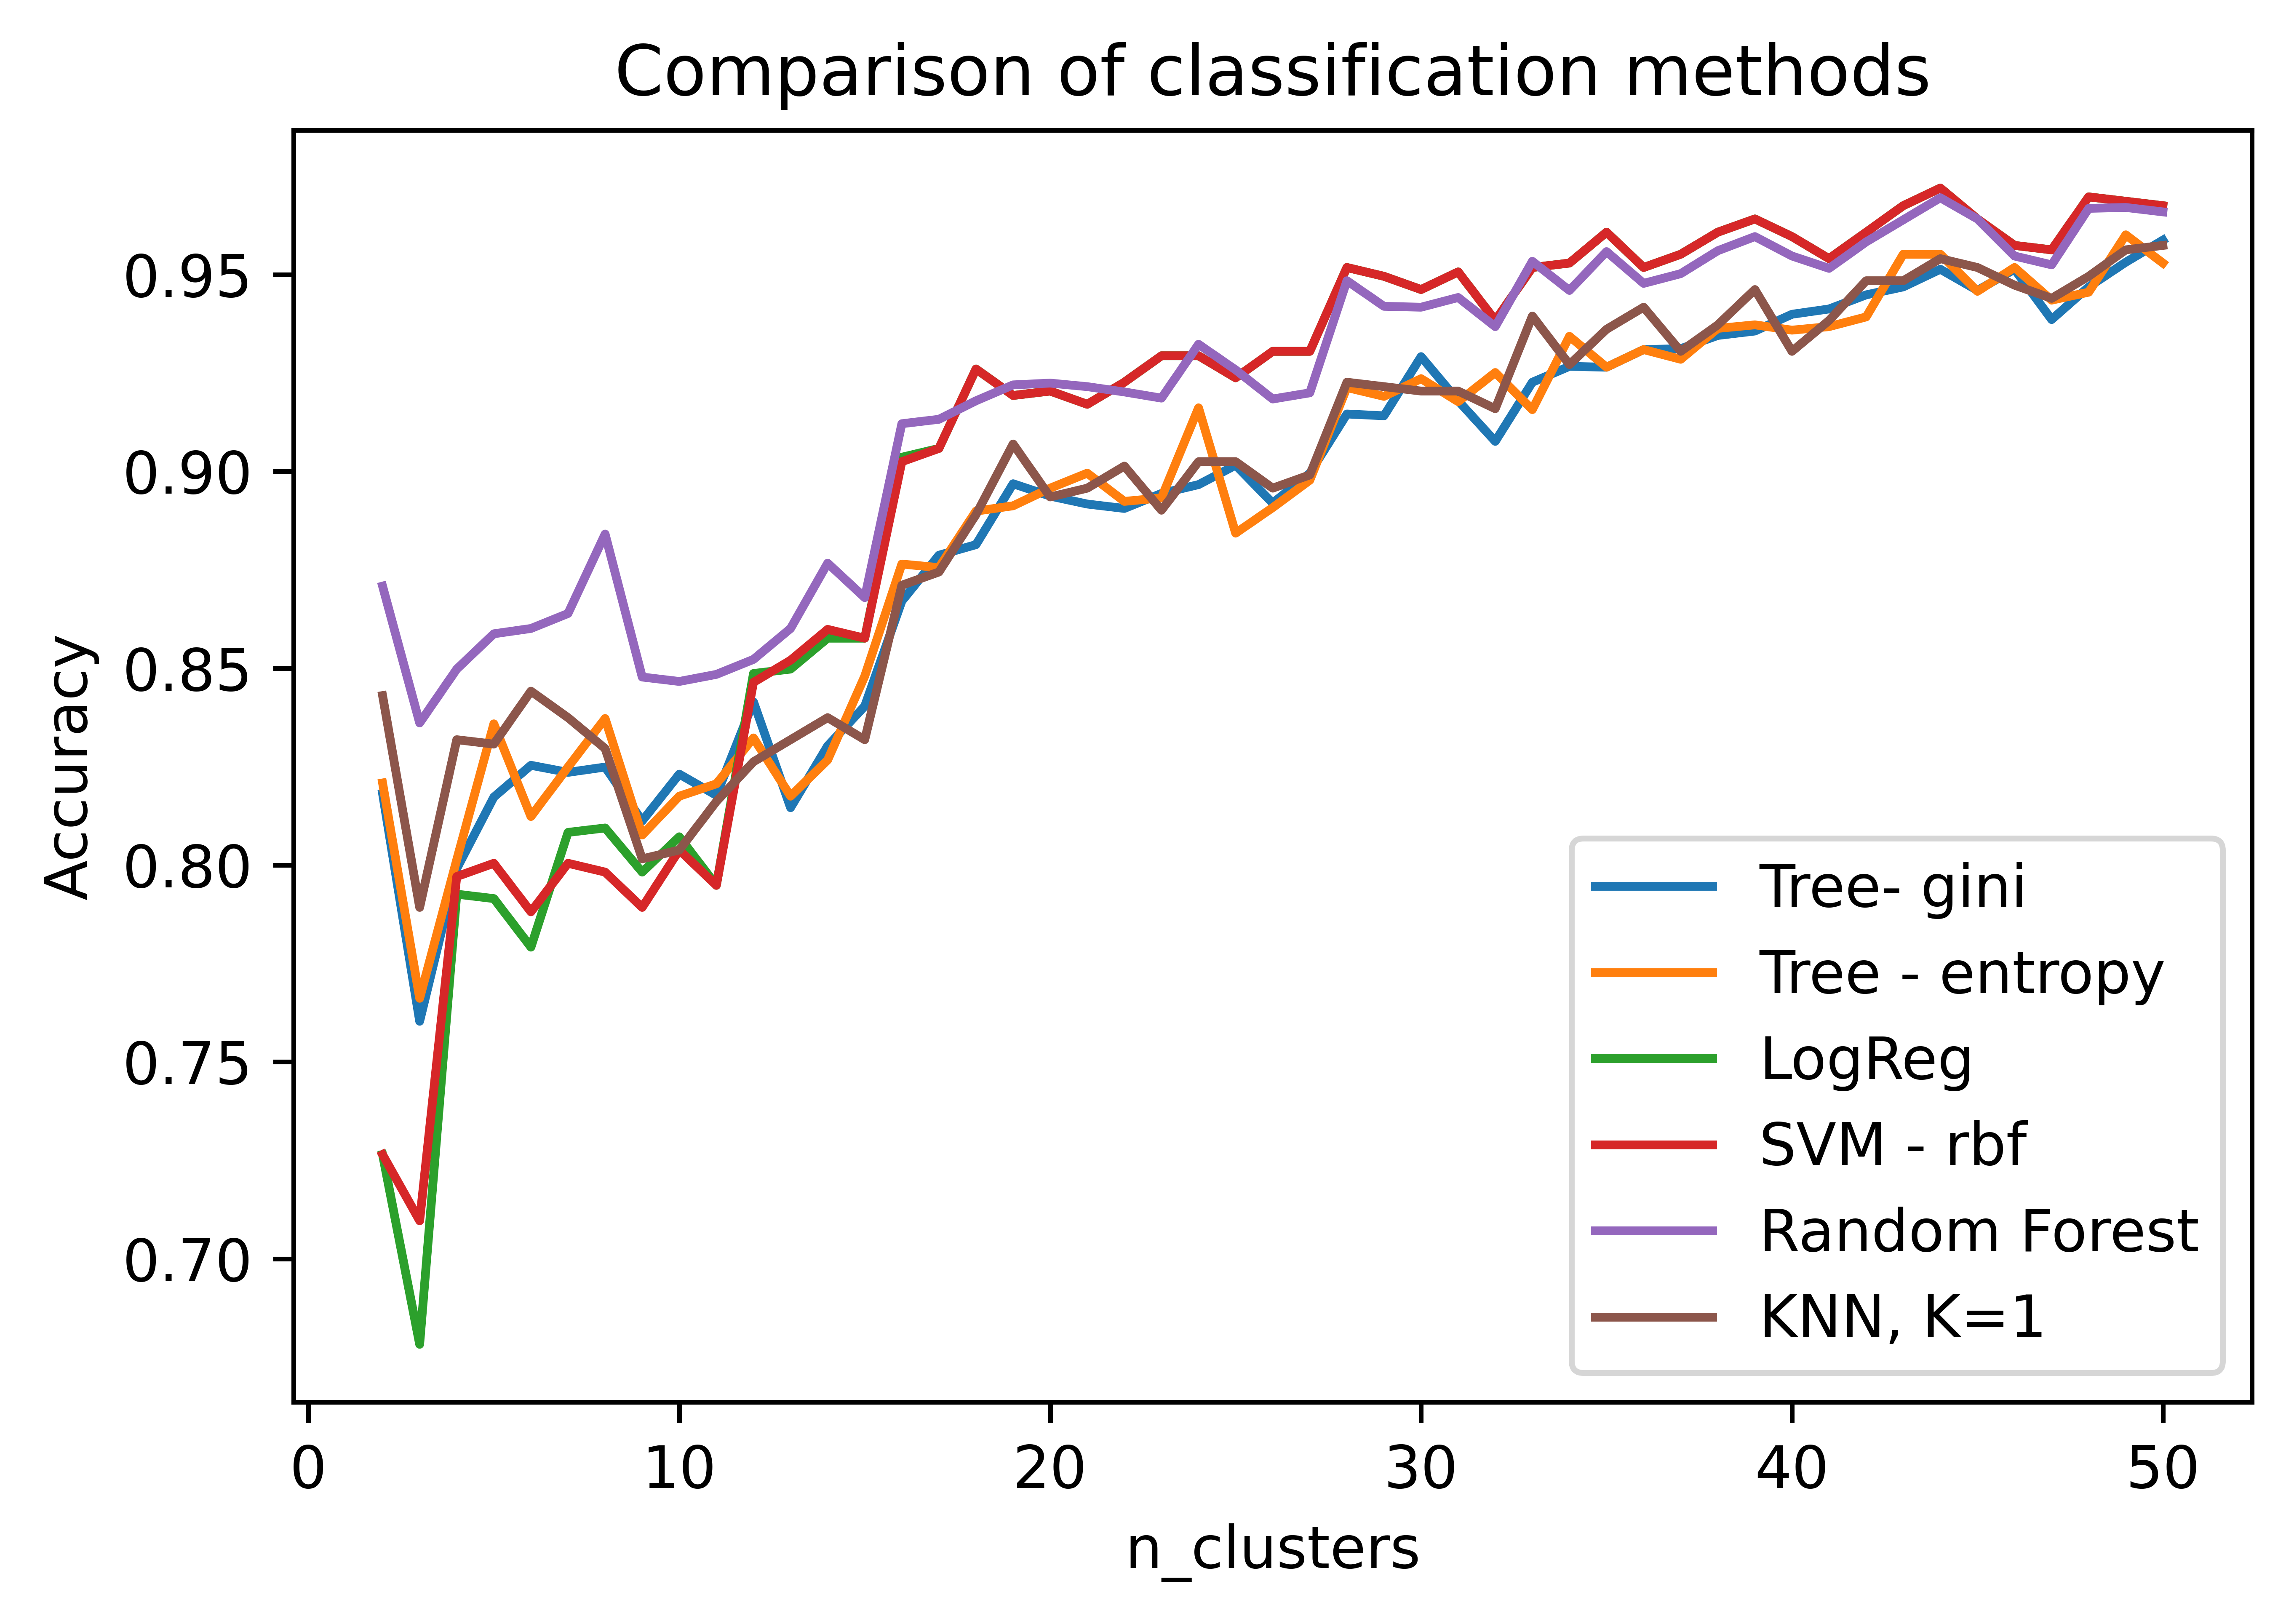 Comparison of classification methods
Accuracy
0.95
0.90
0.85
0.80
0.75
0.70
0 10 20 30 40 50
n_clusters
Tree- gini
Tree - entropy
LogReg
SVM - rbf
Random Forest
KNN, K=1